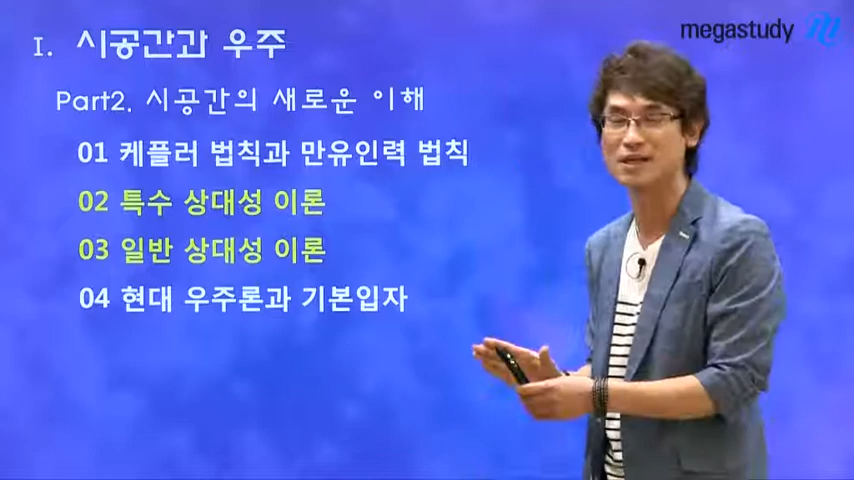 megastudy
I. 시공간과 우주
Part2. 시공간의 새로운 이해
01 케플러 법칙과 만유인력 법칙
02 특수 상대성 이론
03 일반 상대성 이론
04 현대 우주론과 기본입자